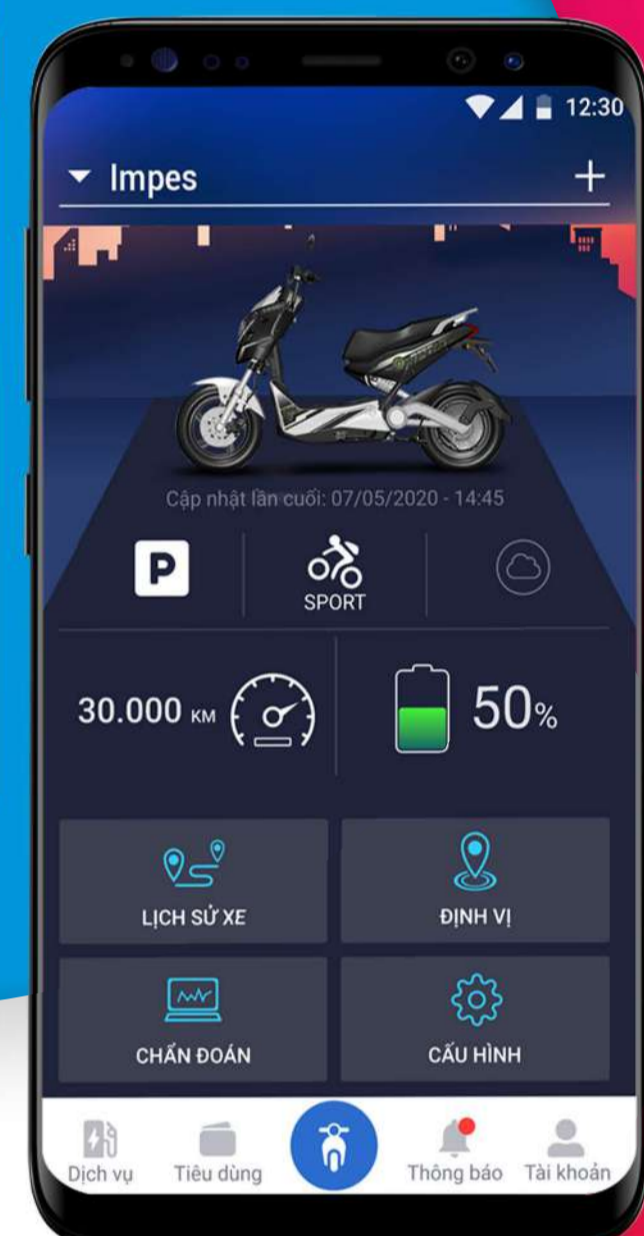 12:30
Impes
Cập nhật lần cuối: 07/05/2020 - 14:45
P
SPORT
30.000 KM
50%
LỊCH SỬ XE
ĐỊNH VỊ
CHẨN ĐOÁN
CẤU HÌNH
Dịch vụ
Tiêu dùng
Thông báo
Tài khoản